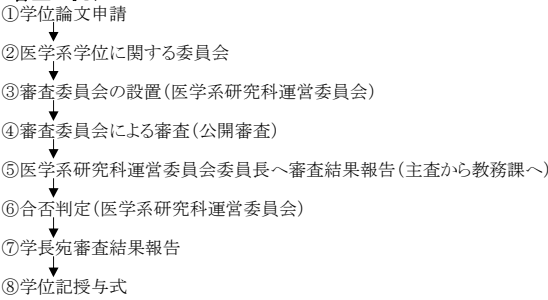 ①学位論文申請
②医学系学位に関する委員会
③審査委員会の設置(医学系研究科運営委員会)
④審査委員会による審査(公開審査)
⑤医学系研究科運営委員会委員長へ審査結果報告(主査から教務課へ)
⑥合否判定(医学系研究科運営委員会)
⑦学長宛審査結果報告
⑧学位記授与式